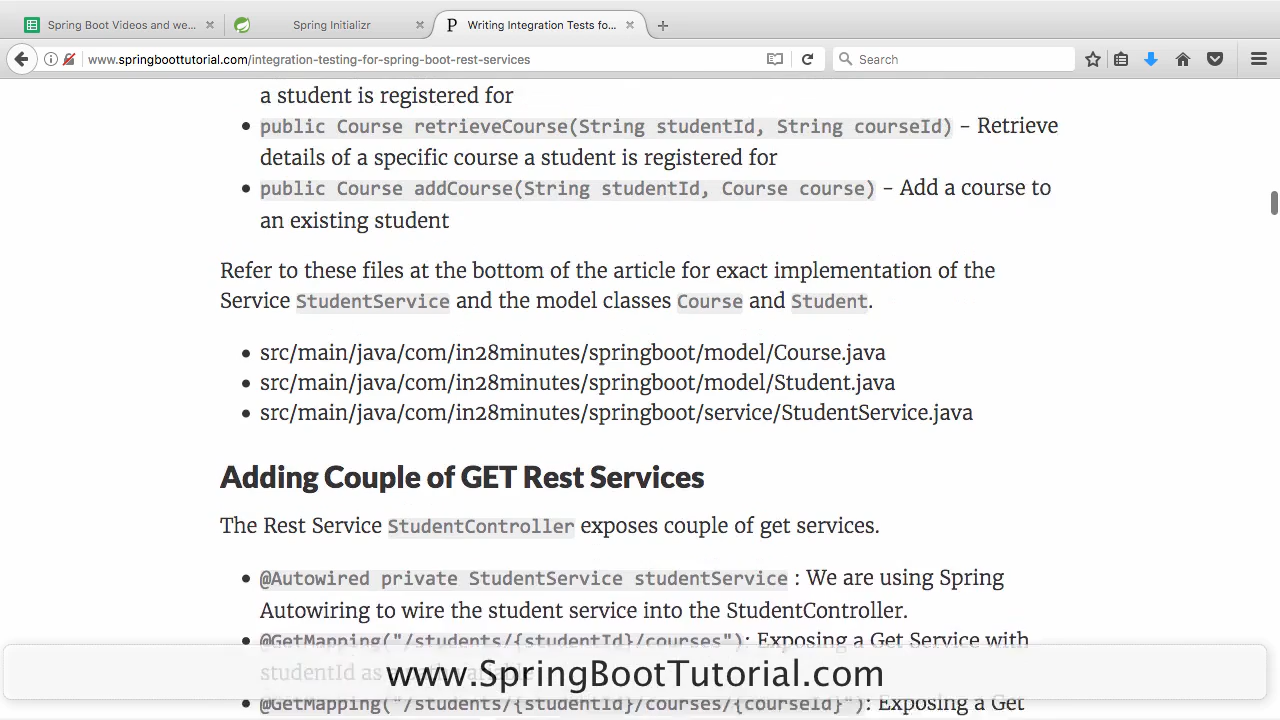 Spring Boot Videos and we...
Spring Initializr
Writing Integration Tests fo...
www.springboottutorial.com/integration-testing-for-spring-boot-rest-services
Search
a student is registered for
• public Course retrieveCourse(String studentId, String courseId) – Retrieve
details of a specific course a student is registered for
• public Course addCourse(String studentId, Course course) – Add a course to
an existing student
Refer to these files at the bottom of the article for exact implementation of the
Service StudentService and the model classes Course and Student.
• src/main/java/com/in28minutes/springboot/model/Course.java
• src/main/java/com/in28minutes/springboot/model/Student.java
• src/main/java/com/in28minutes/springboot/service/StudentService.java
Adding Couple of GET Rest Services
The Rest Service StudentController exposes couple of get services.
• @Autowired private StudentService studentService : We are using Spring
Autowiring to wire the student service into the StudentController.
• @GetMapping("/students/{studentId}/courses"): Exposing a Get Service with
studentId as a path variable
www.SpringBootTutorial.com
• @GetMapping("/students/{studentId}/courses/{courseId}"): Exposing a Get